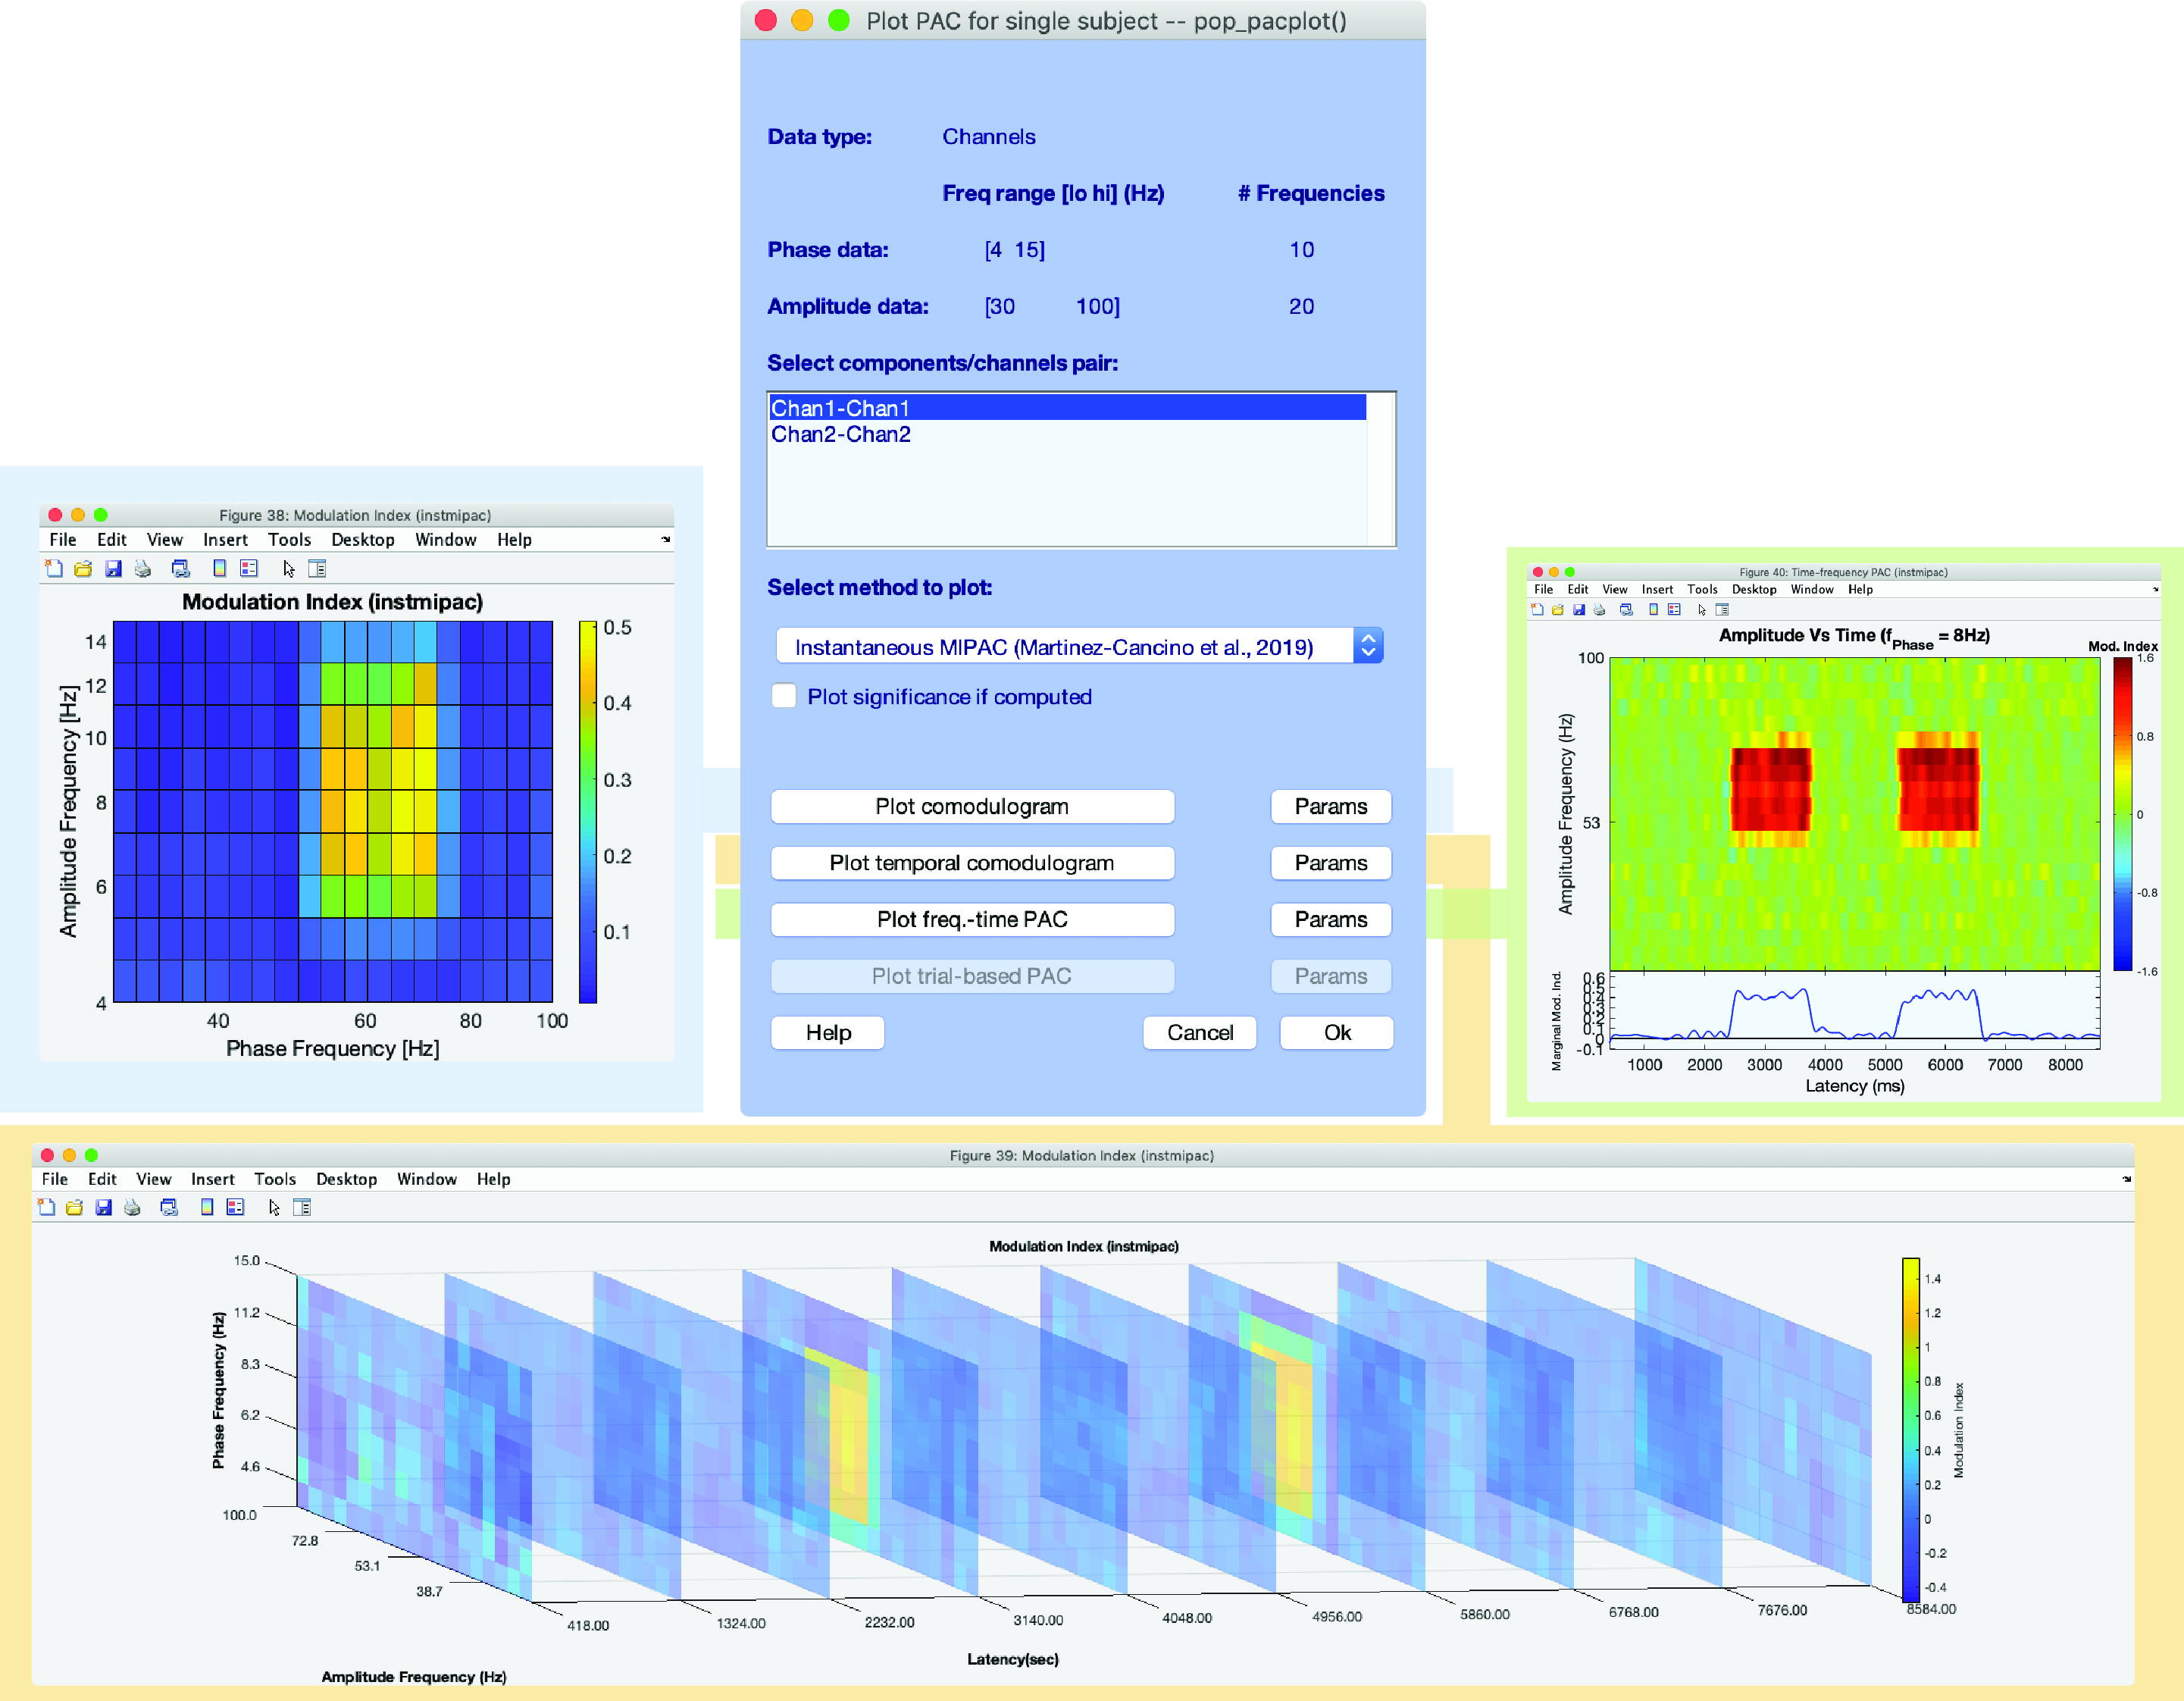 Plot PAC for single subject -- pop_pacplot()
Data type: Channels
Freq range [lo hi] (Hz) # Frequencies
Phase data: [4 15] 10
Amplitude data: [30 100] 20
Select components/channels pair:
Chan1-Chan1
Chan2-Chan2
Select method to plot:
Instantaneous MIPAC (Martinez-Cancino et al., 2019)
Plot significance if computed
Plot comodulogram Params
Plot temporal comodulogram Params
Plot freq.-time PAC Params
Plot trial-based PAC Params
Help Cancel Ok
Figure 38: Modulation Index (instmipac)
File Edit View Insert Tools Desktop Window Help
Modulation Index (instmipac)
Amplitude Frequency [Hz]
14
12
10
8
6
4
40 60 80 100
Phase Frequency [Hz]
0.5
0.4
0.3
0.2
0.1
Figure 40: Time-frequency PAC (instmipac)
File Edit View Insert Tools Desktop Window Help
Amplitude Vs Time (fPhase = 8Hz)
Mod. Index
Amplitude Frequency (Hz)
100
53
1.6
0.8
0
-0.8
-1.6
Marginal Mod. Ind.
0.6
0.5
0.4
0.3
0.2
0.1
0
-0.1
1000 2000 3000 4000 5000 6000 7000 8000
Latency (ms)
Figure 39: Modulation Index (instmipac)
File Edit View Insert Tools Desktop Window Help
Modulation Index (instmipac)
Phase Frequency (Hz)
15.0
11.2
8.3
6.2
4.6
100.0
72.8
53.1
38.7
Amplitude Frequency (Hz)
418.00 1324.00 2232.00 3140.00 4048.00 4956.00 5860.00 6768.00 7676.00 8584.00
Latency(sec)
1.4
1.2
1
0.8
0.6
0.4
0.2
0
-0.2
-0.4
Modulation Index